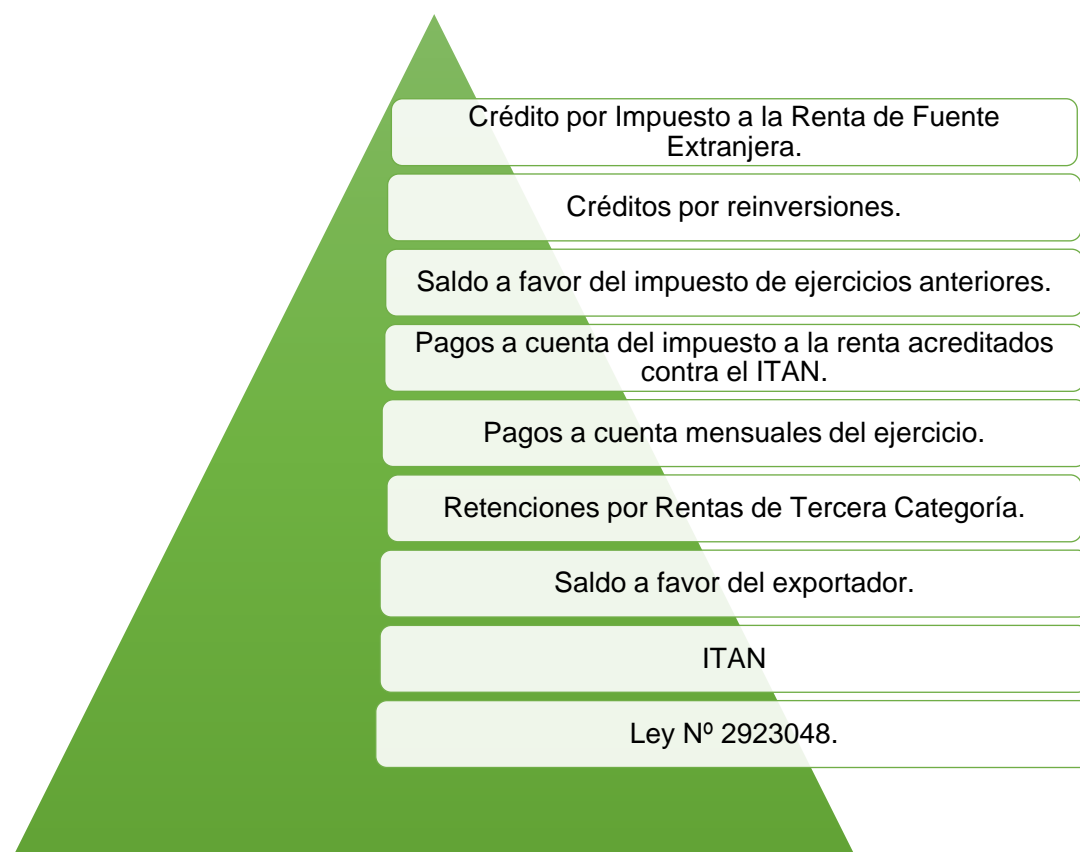 Crédito por Impuesto a la Renta de Fuente
Extranjera.
Créditos por reinversiones.
Saldo a favor del impuesto de ejercicios anteriores.
Pagos a cuenta del impuesto a la renta acreditados
contra el ITAN.
Pagos a cuenta mensuales del ejercicio.
Retenciones por Rentas de Tercera Categoría.
Saldo a favor del exportador.
ITAN
Ley Nº 2923048.